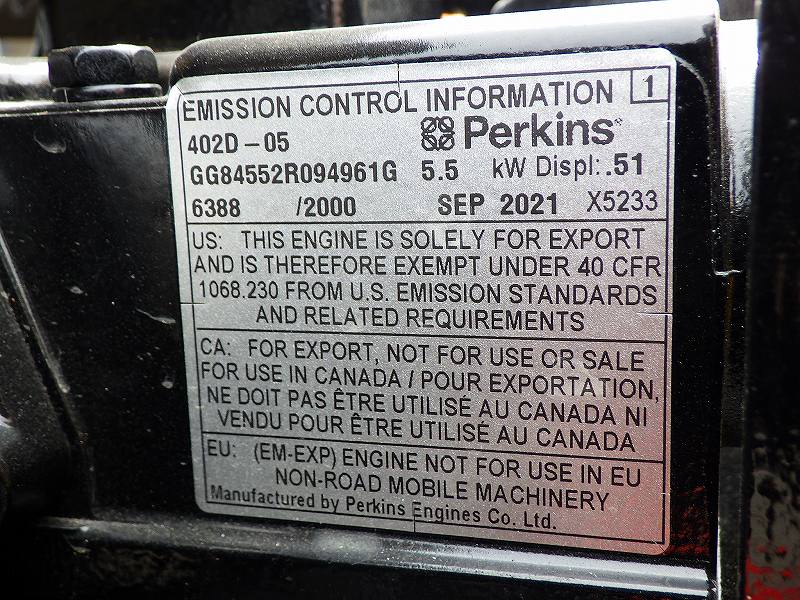 EMISSION CONTROL INFORMATION 1
402D-05 Perkins
GG84552R094961G 5.5 kW Displ: .51
6388 /2000 SEP 2021 X5233
US: THIS ENGINE IS SOLELY FOR EXPORT
AND IS THEREFORE EXEMPT UNDER 40 CFR
1068.230 FROM U.S. EMISSION STANDARDS
AND RELATED REQUIREMENTS
CA: FOR EXPORT, NOT FOR USE OR SALE
FOR USE IN CANADA / POUR EXPORTATION,
NE DOIT PAS ÊTRE UTILISÉ AU CANADA NI
VENDU POUR ÊTRE UTILISÉ AU CANADA
EU: (EM-EXP) ENGINE NOT FOR USE IN EU
NON-ROAD MOBILE MACHINERY
Manufactured by Perkins Engines Co. Ltd.